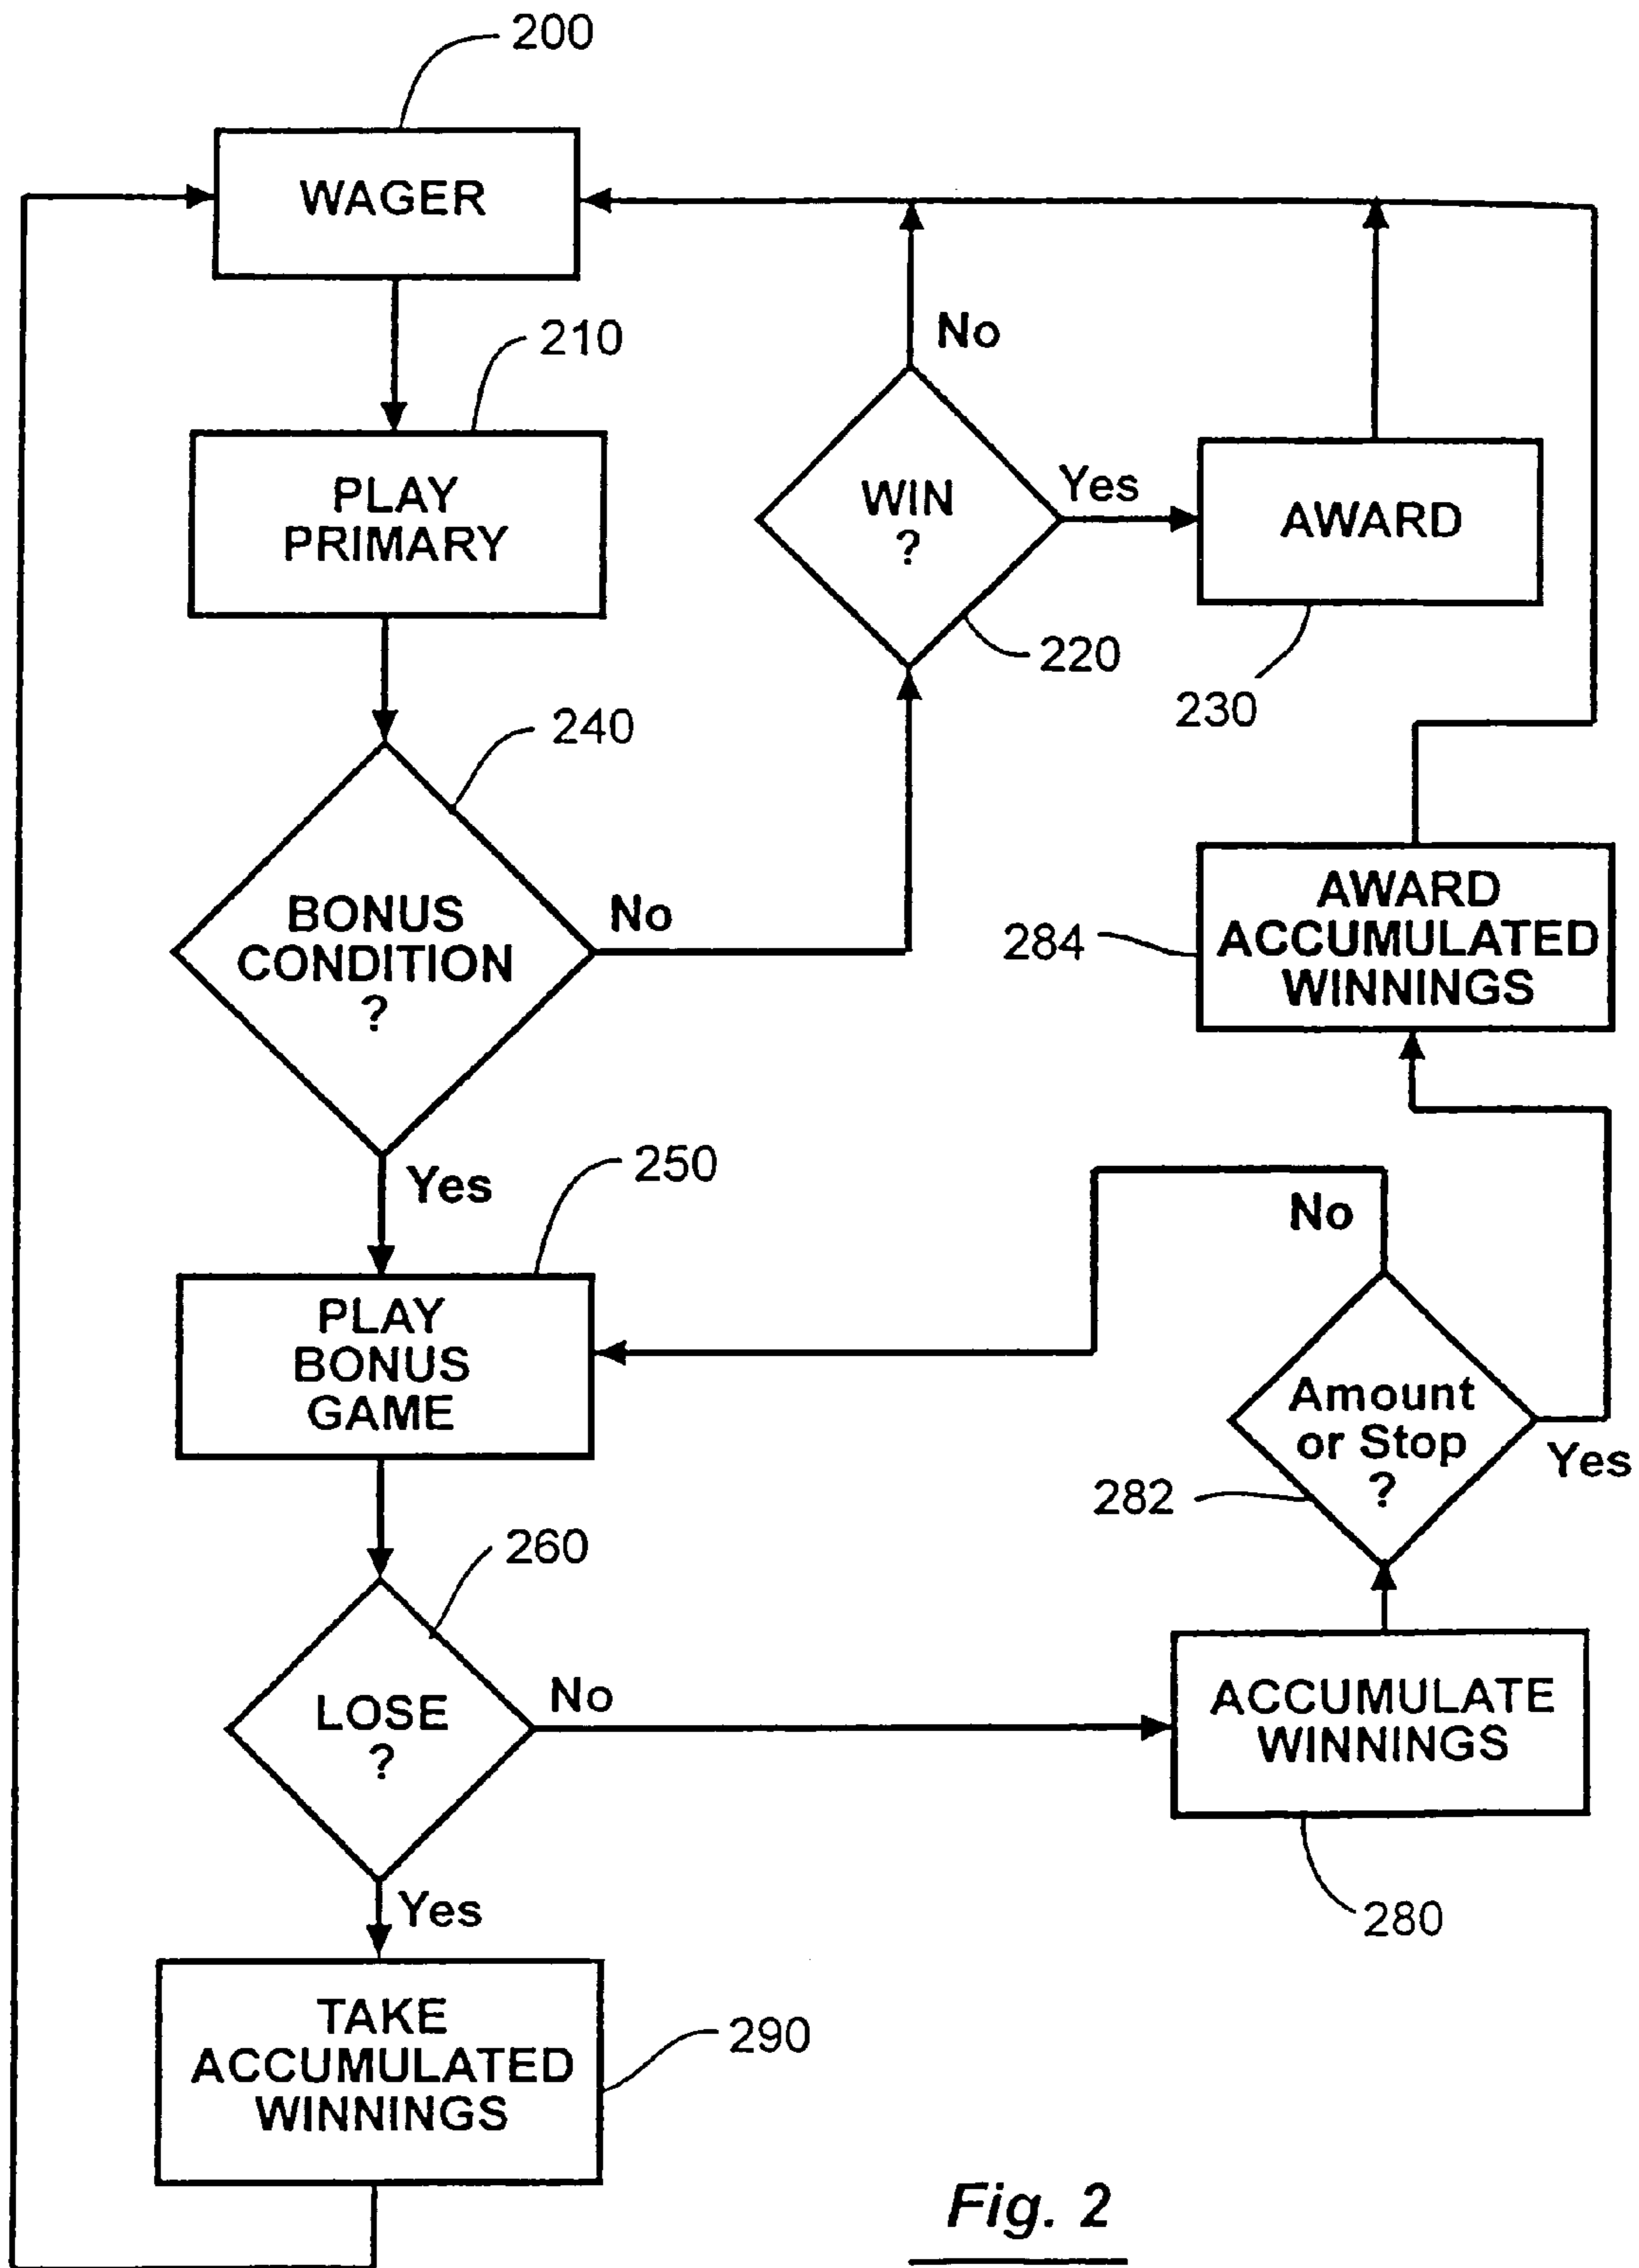 200
WAGER
210
PLAY
PRIMARY
No
WIN
?
Yes
AWARD
220
230
240
BONUS
CONDITION
?
No
Yes
AWARD
ACCUMULATED
WINNINGS
284
250
PLAY
BONUS
GAME
No
Amount
or Stop
?
Yes
282
260
LOSE
?
No
Yes
ACCUMULATE
WINNINGS
280
TAKE
ACCUMULATED
WINNINGS
290
Fig. 2